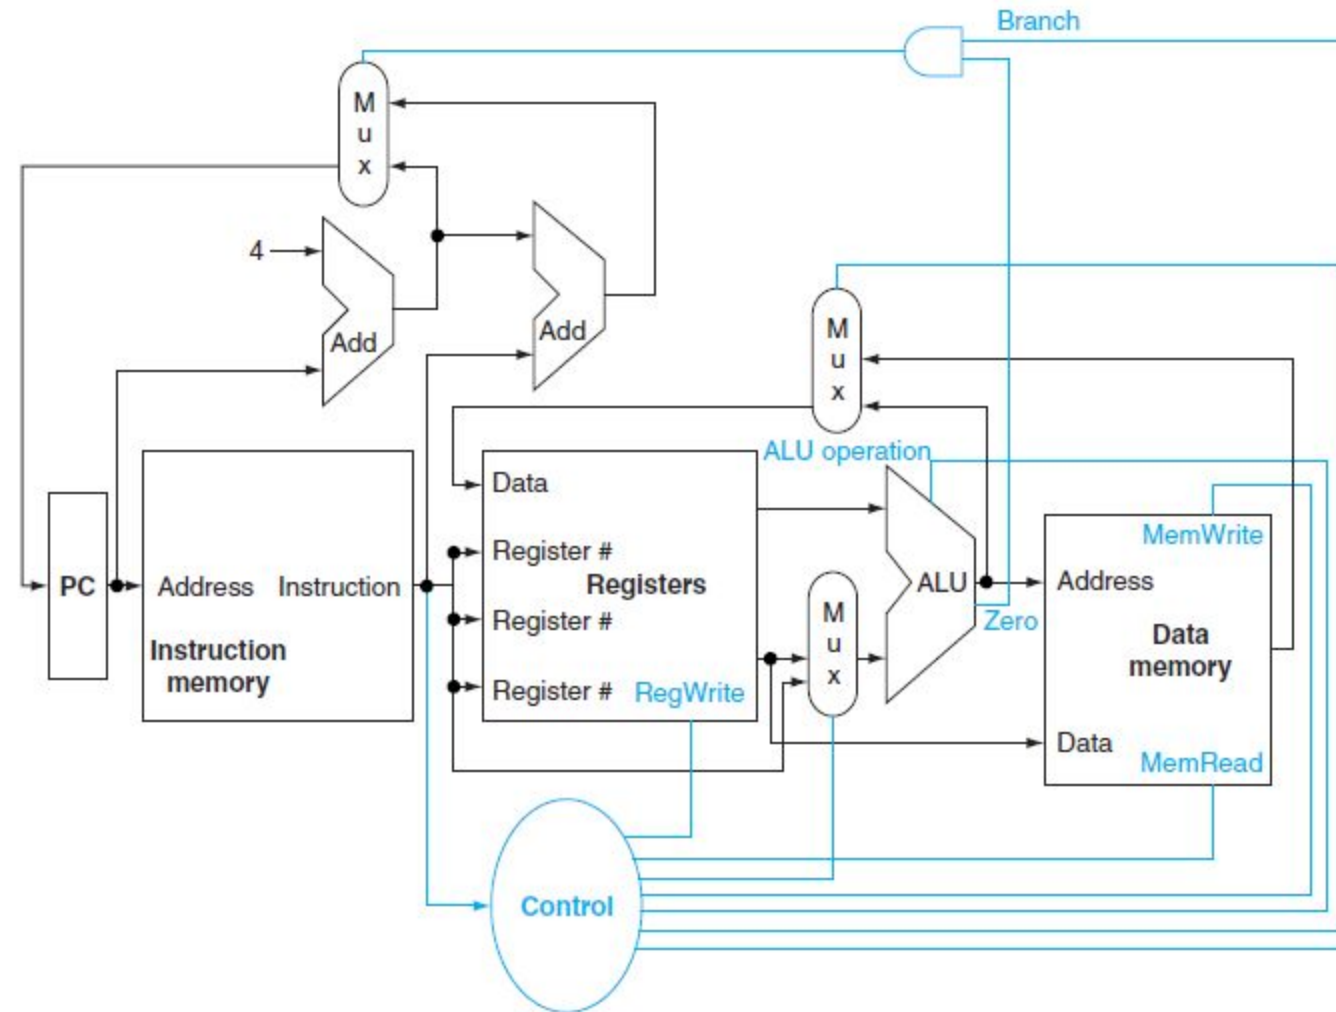 Branch
M
u
x
4
Add
Add
M
u
x
ALU operation
Data
MemWrite
Register #
PC
Address
Instruction
Registers
ALU
Address
M
u
x
Register #
Zero
Instruction
memory
Data
memory
Register #
RegWrite
Data
MemRead
Control